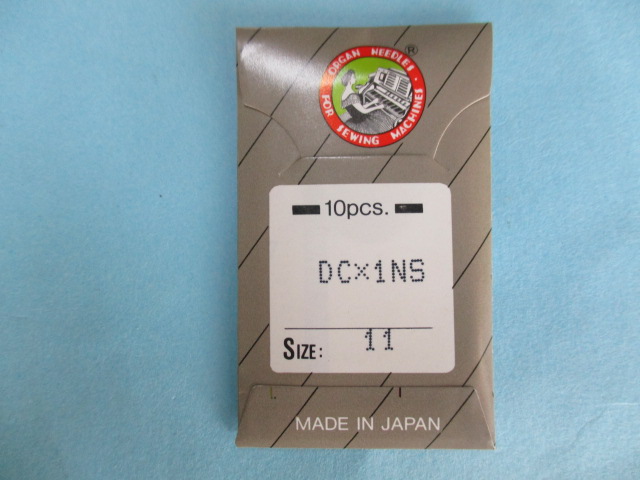 ORGAN NEEDLES ®
· FOR SEWING MACHINES ·
10pcs.
DC×1NS
SIZE: 11
MADE IN JAPAN